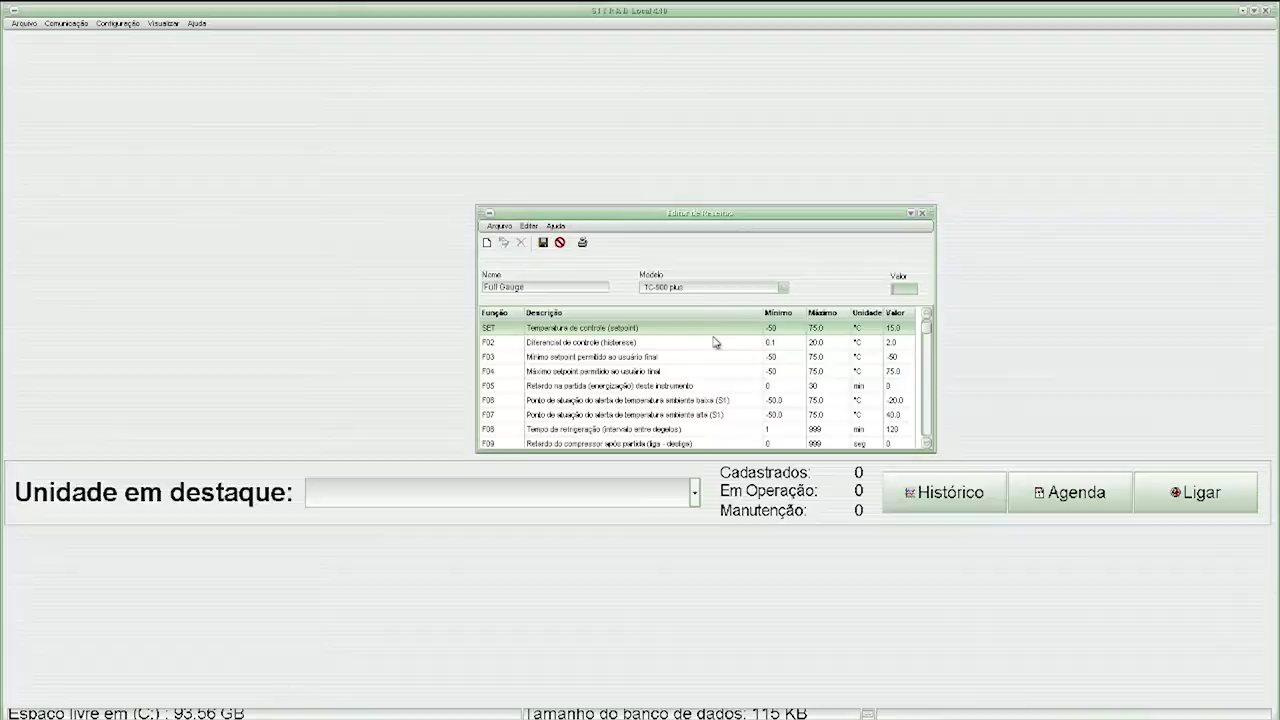 SITRAD Local 4.10
Arquivo Comunicação Configuração Visualizar Ajuda
Editor de Receitas
Arquivo Editar Ajuda
Nome Modelo Valor
Full Gauge TC-900 plus
Função Descrição Mínimo Máximo Unidade Valor
SET Temperatura de controle (setpoint) -50 75.0 °C 15.0
F02 Diferencial de controle (histerese) 0.1 20.0 °C 2.0
F03 Mínimo setpoint permitido ao usuário final -50 75.0 °C -50
F04 Máximo setpoint permitido ao usuário final -50 75.0 °C 75.0
F05 Retardo na partida (energização) deste instrumento 0 30 min 0
F06 Ponto de atuação do alerta de temperatura ambiente baixa (S1) -50.0 75.0 °C -20.0
F07 Ponto de atuação do alerta de temperatura ambiente alta (S1) -50.0 75.0 °C 40.0
F08 Tempo de refrigeração (intervalo entre degelos) 1 999 min 120
F09 Retardo do compressor após partida (liga - desliga) 0 999 seg 0
Unidade em destaque:
Cadastrados: 0
Em Operação: 0
Manutenção: 0
Histórico Agenda Ligar
Espaço livre em (C:) : 93.56 GB Tamanho do banco de dados: 115 KB